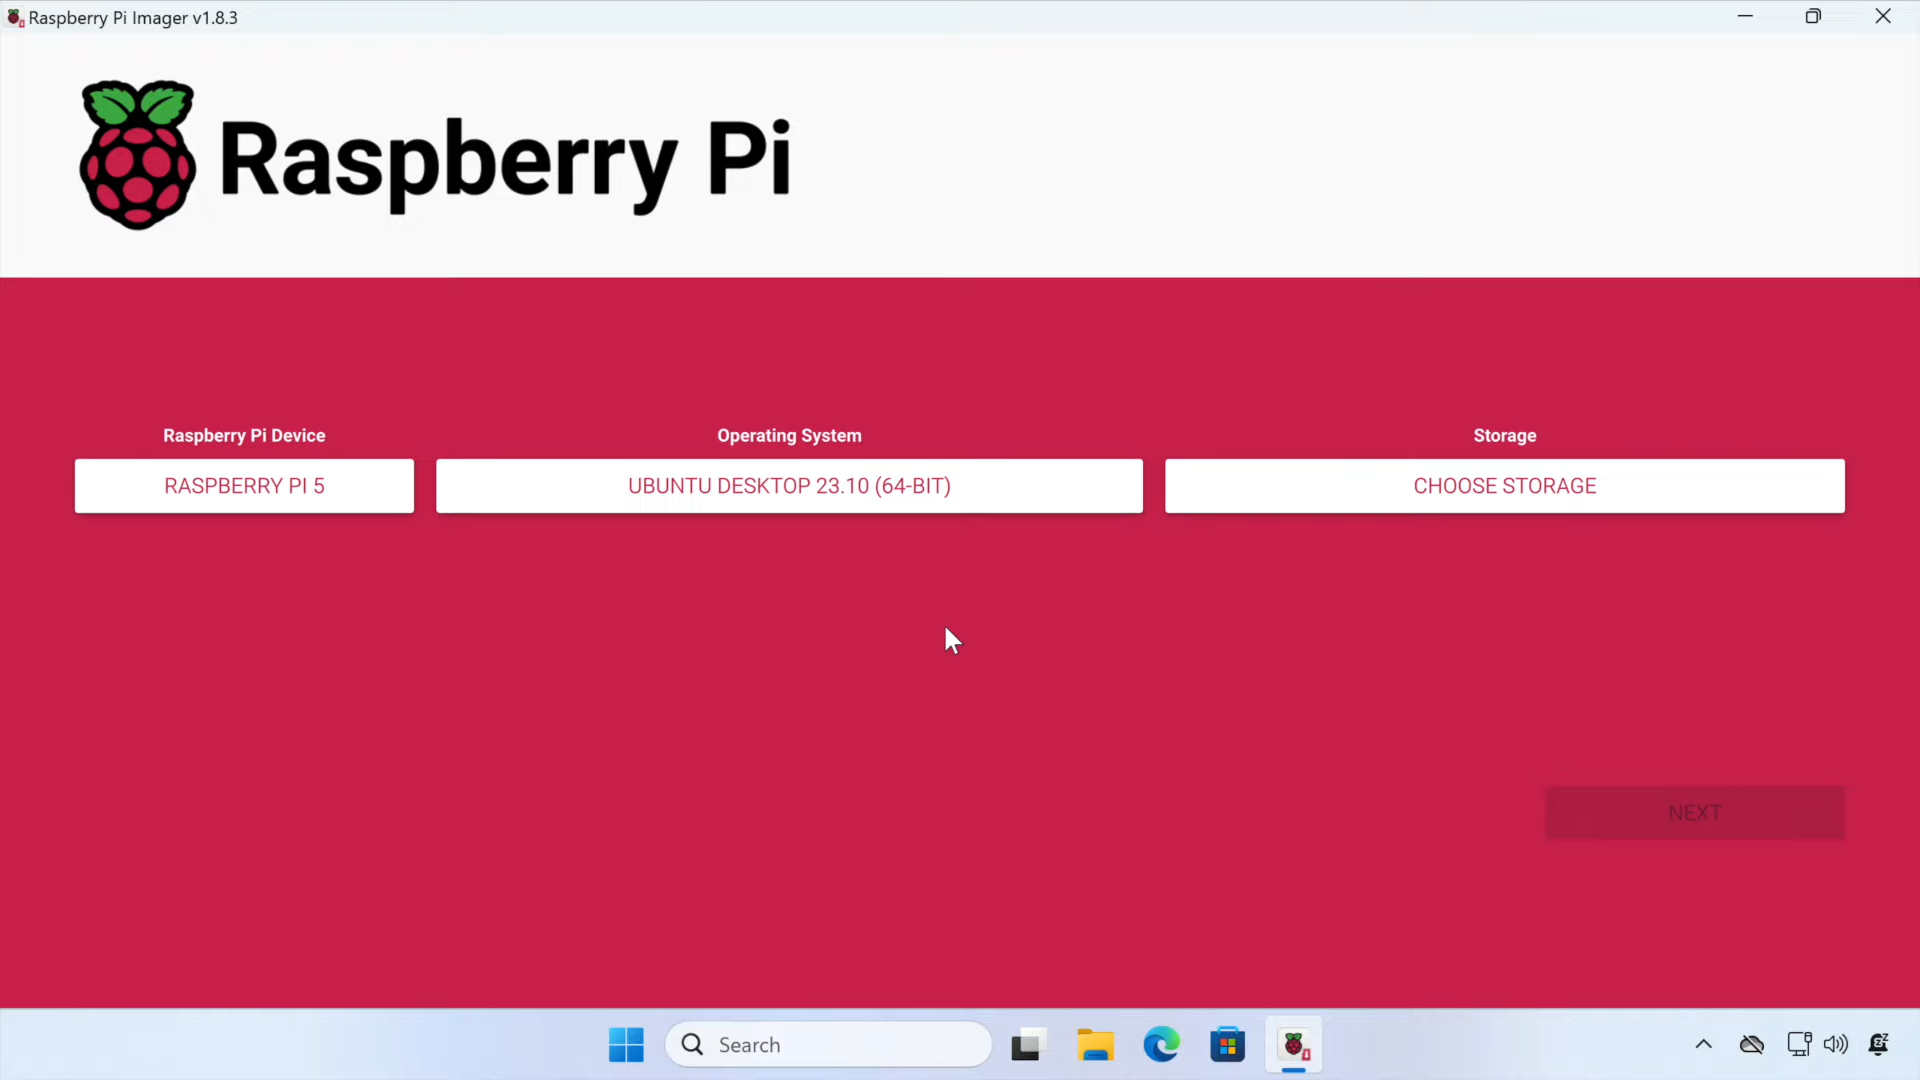 Raspberry Pi Imager v1.8.3
Raspberry Pi
Raspberry Pi Device
Operating System
Storage
RASPBERRY PI 5
UBUNTU DESKTOP 23.10 (64-BIT)
CHOOSE STORAGE
NEXT
Search